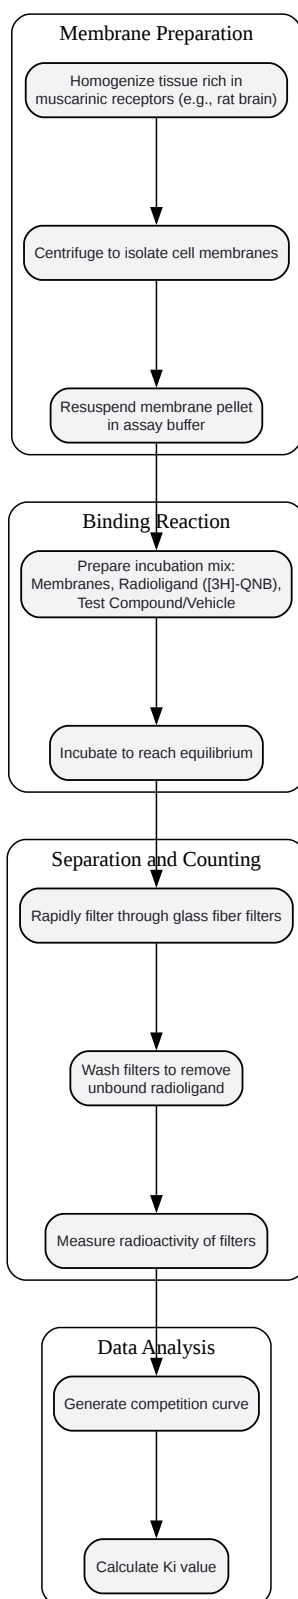 Membrane Preparation
Homogenize tissue rich in
muscarinic receptors (e.g., rat brain)
Centrifuge to isolate cell membranes
Resuspend membrane pellet
in assay buffer
Binding Reaction
Prepare incubation mix:
Membranes, Radioligand ([3H]-QNB),
Test Compound/Vehicle
Incubate to reach equilibrium
Separation and Counting
Rapidly filter through glass fiber filters
Wash filters to remove
unbound radioligand
Measure radioactivity of filters
Data Analysis
Generate competition curve
Calculate Ki value